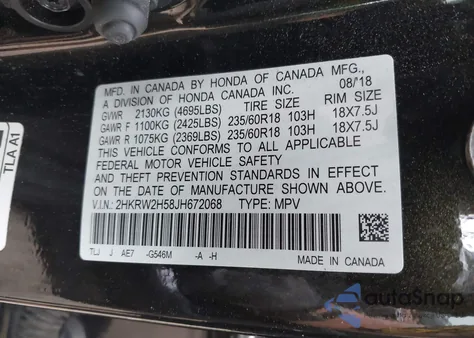 MFD. IN CANADA BY HONDA OF CANADA MFG.,
A DIVISION OF HONDA CANADA INC. 08/18
GVWR 2130KG (4695LBS) TIRE SIZE RIM SIZE
GAWR F 1100KG (2425LBS) 235/60R18 103H 18X7.5J
GAWR R 1075KG (2369LBS) 235/60R18 103H 18X7.5J
THIS VEHICLE CONFORMS TO ALL APPLICABLE
FEDERAL MOTOR VEHICLE SAFETY
AND THEFT PREVENTION STANDARDS IN EFFECT
ON THE DATE OF MANUFACTURE SHOWN ABOVE.
V.I.N.: 2HKRW2H58JH672068 TYPE: MPV
TLJ J AE7 -G546M -A -H
MADE IN CANADA
TLA A1
autoSnap